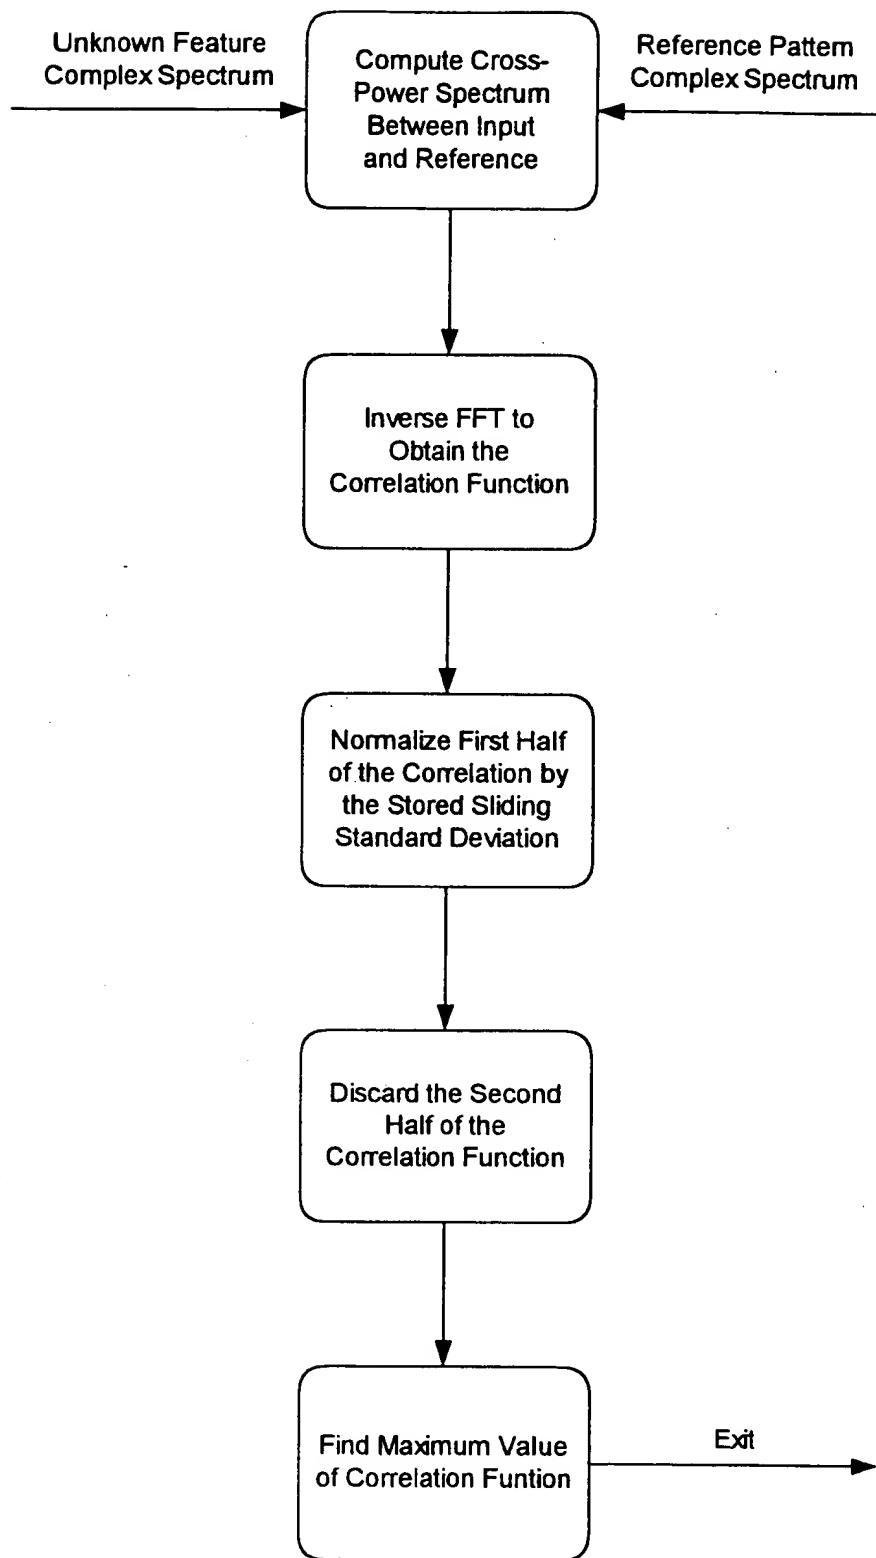 Unknown Feature
Complex Spectrum
Compute Cross-
Power Spectrum
Between Input
and Reference
Reference Pattern
Complex Spectrum
Inverse FFT to
Obtain the
Correlation Function
Normalize First Half
of the Correlation by
the Stored Sliding
Standard Deviation
Discard the Second
Half of the
Correlation Function
Find Maximum Value
of Correlation Funtion
Exit